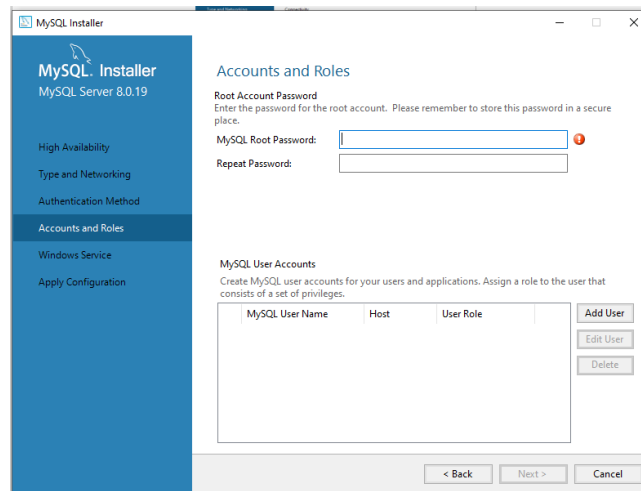 MySQL Installer
MySQL. Installer
MySQL Server 8.0.19
High Availability
Type and Networking
Authentication Method
Accounts and Roles
Windows Service
Apply Configuration
Accounts and Roles
Root Account Password
Enter the password for the root account. Please remember to store this password in a secure
place.
MySQL Root Password:
Repeat Password:
MySQL User Accounts
Create MySQL user accounts for your users and applications. Assign a role to the user that
consists of a set of privileges.
MySQL User Name Host User Role
Add User
Edit User
Delete
< Back Next > Cancel